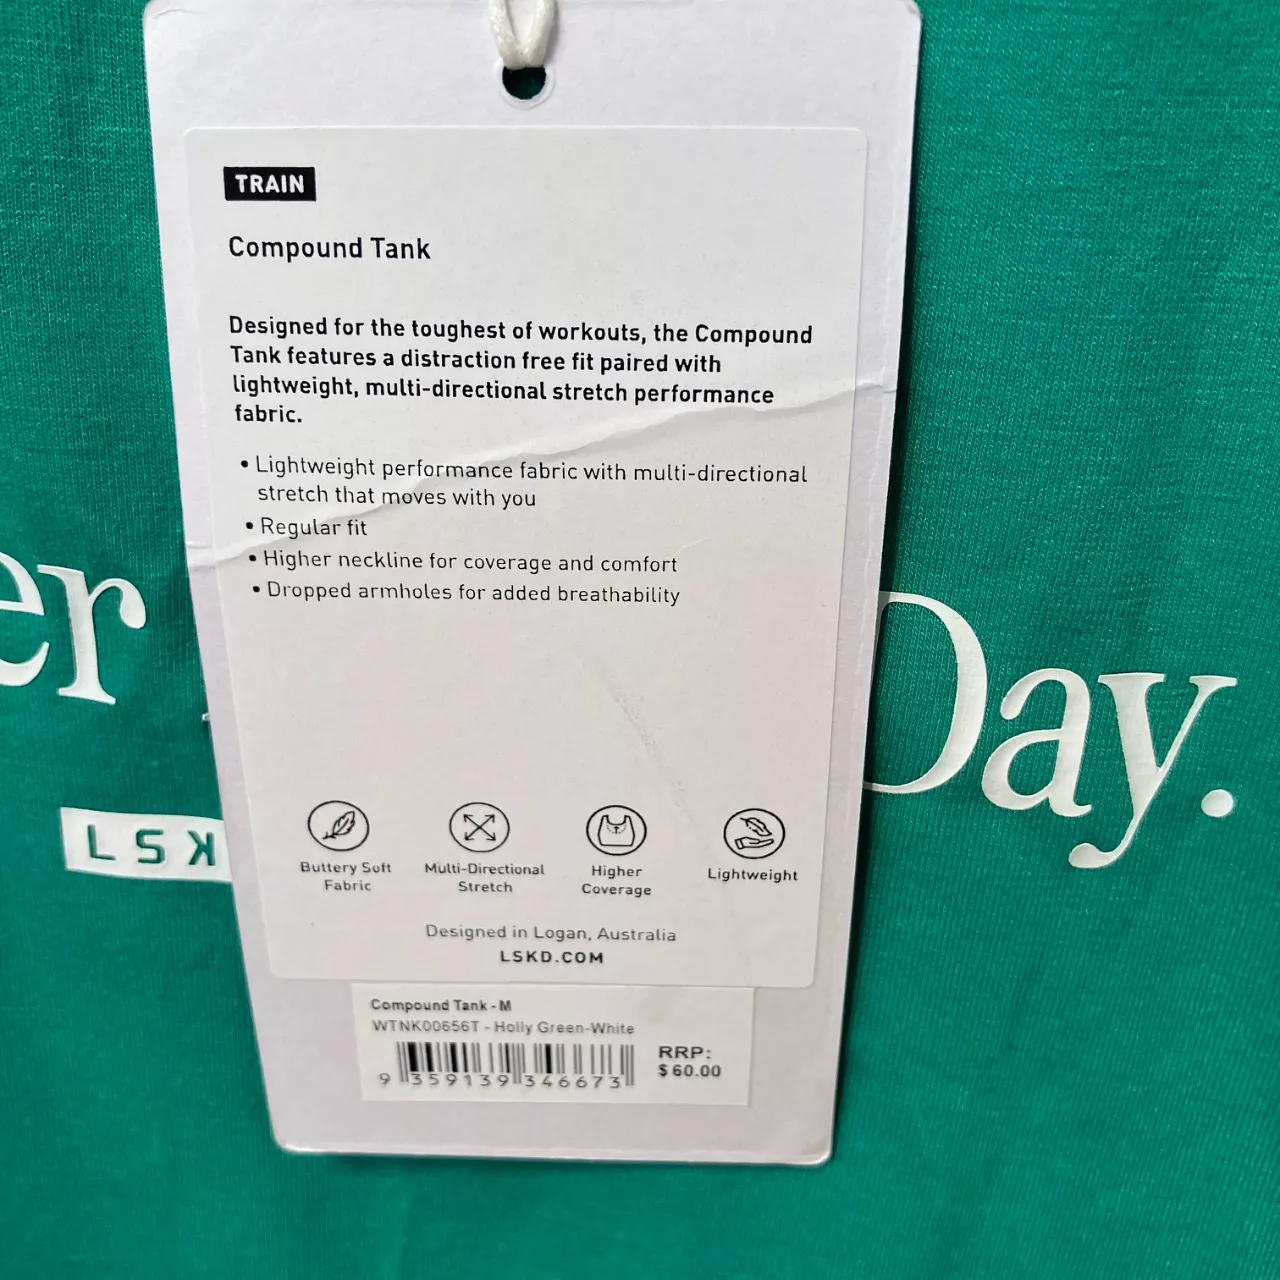 TRAIN
Compound Tank
Designed for the toughest of workouts, the Compound
Tank features a distraction free fit paired with
lightweight, multi-directional stretch performance
fabric.
• Lightweight performance fabric with multi-directional
stretch that moves with you
• Regular fit
• Higher neckline for coverage and comfort
• Dropped armholes for added breathability
er
Day.
LSK
Buttery Soft
Fabric
Multi-Directional
Stretch
Higher
Coverage
Lightweight
Designed in Logan, Australia
LSKD.COM
Compound Tank - M
WTNK00656T - Holly Green-White
RRP:
$60.00
9 359139 346673